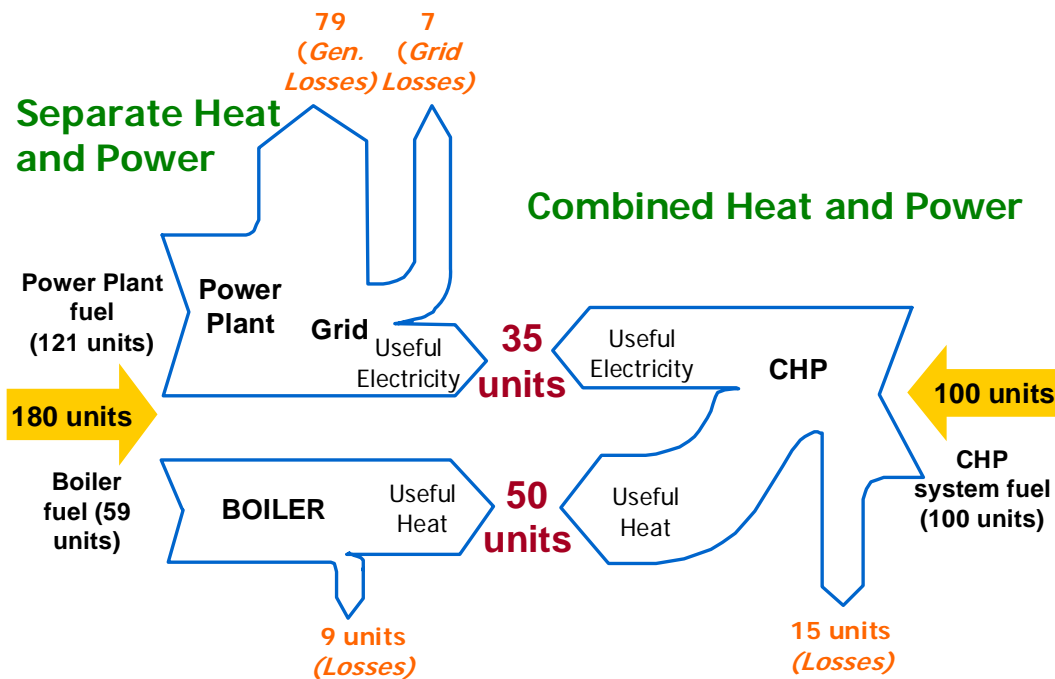 79
(Gen.
Losses)
7
(Grid
Losses)
Separate Heat
and Power
Combined Heat and Power
Power Plant
fuel
(121 units)
Power
Plant
Grid
Useful
Electricity
35
units
Useful
Electricity
CHP
180 units
100 units
Boiler
fuel (59
units)
BOILER
Useful
Heat
50
units
Useful
Heat
CHP
system fuel
(100 units)
9 units
(Losses)
15 units
(Losses)